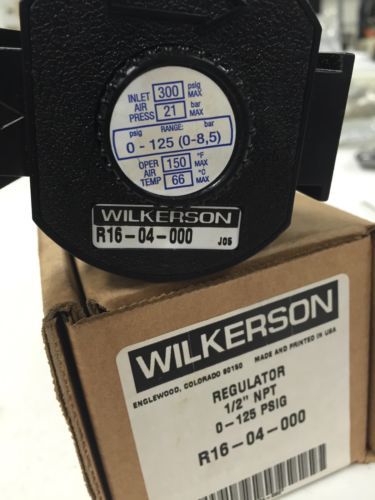 INLET 300 psig MAX
AIR
PRESS 21 bar MAX
psig RANGE: bar
0 - 125 (0-8,5)
OPER 150 °F MAX
AIR
TEMP 66 °C MAX
WILKERSON
R16-04-000 J05
WILKERSON
ENGLEWOOD, COLORADO 80150 MADE AND PRINTED IN USA
REGULATOR
1/2" NPT
0-125 PSIG
R16-04-000